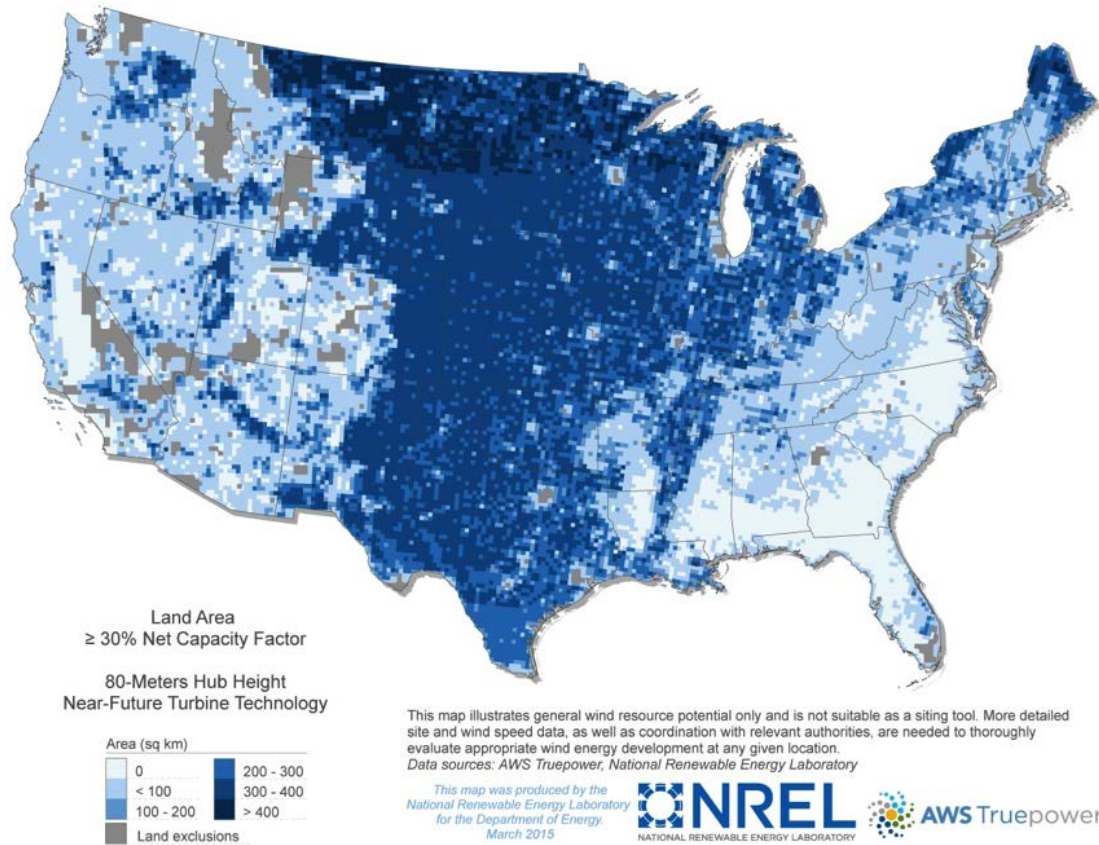 Land Area
≥ 30% Net Capacity Factor
80-Meters Hub Height
Near-Future Turbine Technology
Area (sq km)
0
< 100
100 - 200
200 - 300
300 - 400
> 400
Land exclusions
This map illustrates general wind resource potential only and is not suitable as a siting tool. More detailed
site and wind speed data, as well as coordination with relevant authorities, are needed to thoroughly
evaluate appropriate wind energy development at any given location.
Data sources: AWS Truepower, National Renewable Energy Laboratory
This map was produced by the
National Renewable Energy Laboratory
for the Department of Energy.
March 2015
NREL
NATIONAL RENEWABLE ENERGY LABORATORY
AWS Truepower